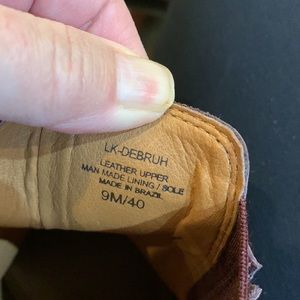 LK-DEBRUH
LEATHER UPPER
MAN MADE LINING / SOLE
MADE IN BRAZIL
9M/40